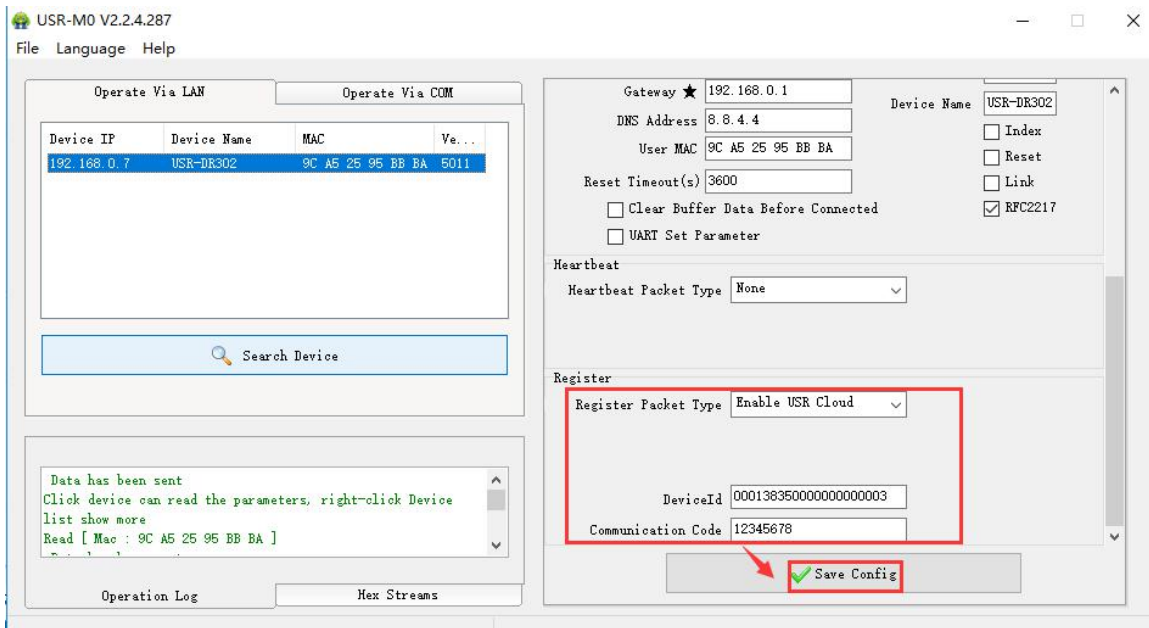 USR-M0 V2.2.4.287
File Language Help
Operate Via LAN Operate Via COM
Device IP Device Name MAC Ve...
192.168.0.7 USR-DR302 9C A5 25 95 BB BA 5011
Search Device
Data has been sent
Click device can read the parameters, right-click Device
list show more
Read [ Mac : 9C A5 25 95 BB BA ]
Operation Log Hex Streams
Gateway ★ 192.168.0.1
Device Name USR-DR302
DNS Address 8.8.4.4
Index
User MAC 9C A5 25 95 BB BA
Reset
Reset Timeout(s) 3600
Link
Clear Buffer Data Before Connected
RFC2217
UART Set Parameter
Heartbeat
Heartbeat Packet Type None
Register
Register Packet Type Enable USR Cloud
DeviceId 00013835000000000003
Communication Code 12345678
Save Config